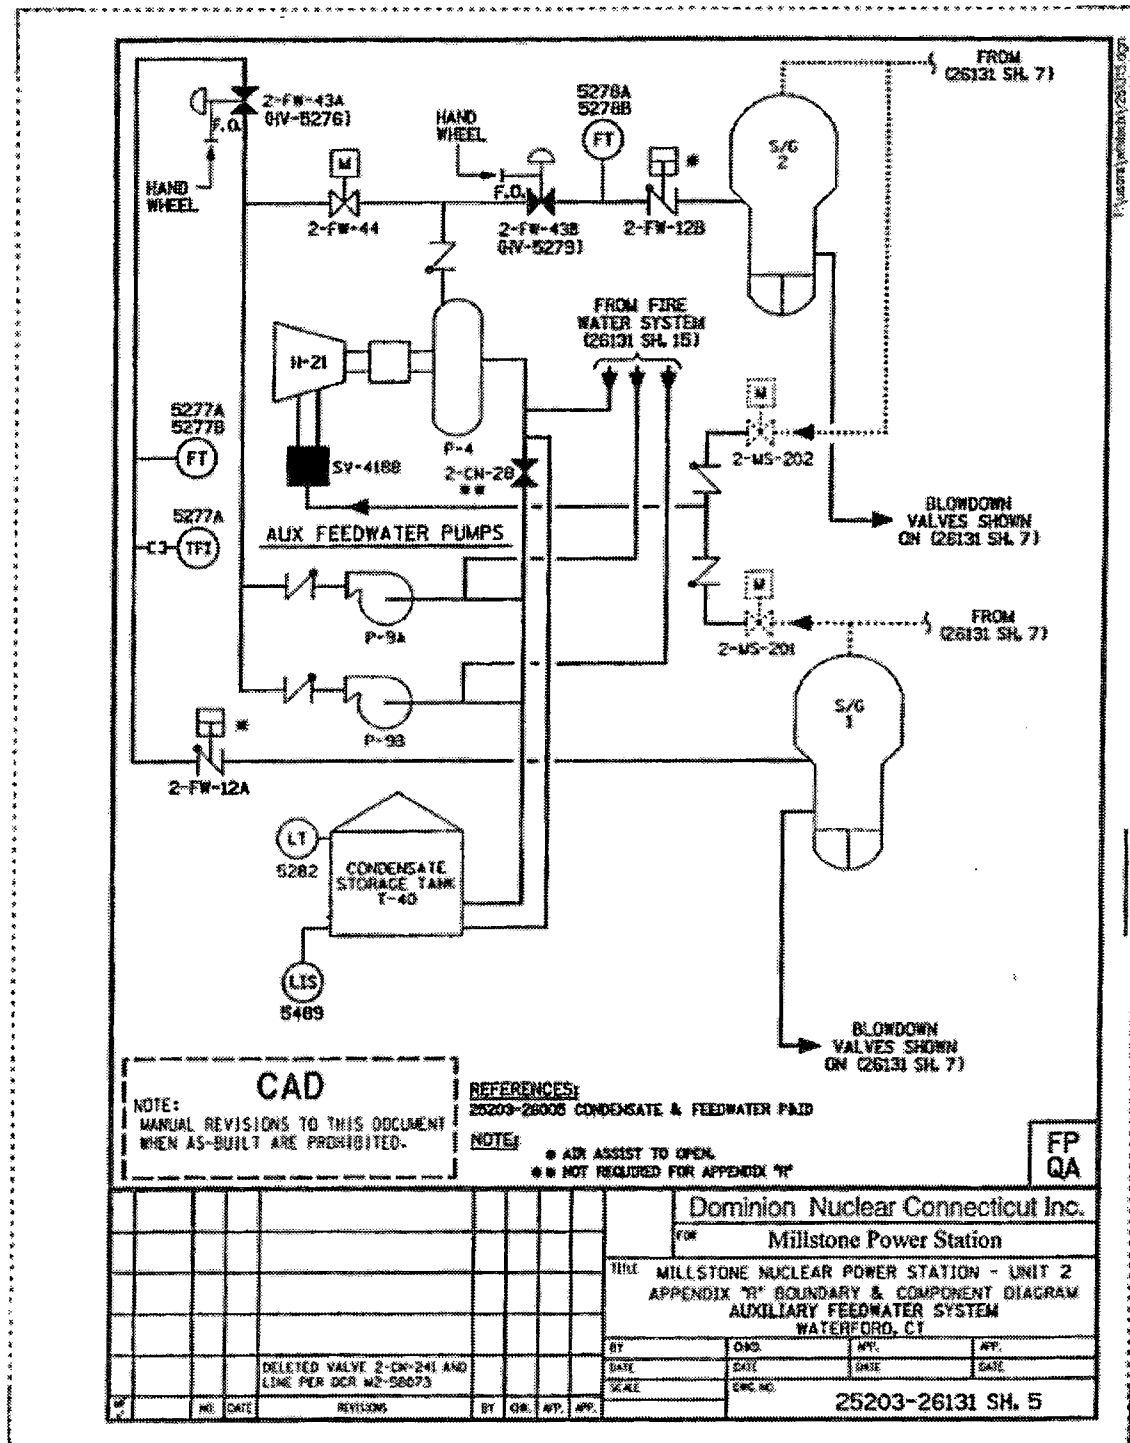 FROM
(26131 SH. 7)
2-FW-43A
(HV-5276)
F.O.
HAND
WHEEL
M
2-FW-44
HAND
WHEEL
F.O.
2-FW-43B
(HV-5279)
5278A
5278B
FT
*
2-FW-12B
S/G
2
FROM FIRE
WATER SYSTEM
(26131 SH. 15)
H-21
P-4
SV-4188
2-CN-28
**
M
2-MS-202
5277A
5277B
FT
5277A
TFI
AUX FEEDWATER PUMPS
BLOWDOWN
VALVES SHOWN
ON (26131 SH. 7)
P-9A
M
2-MS-201
FROM
(26131 SH. 7)
P-9B
S/G
1
*
2-FW-12A
LT
5282
CONDENSATE
STORAGE TANK
T-40
LIS
5489
BLOWDOWN
VALVES SHOWN
ON (26131 SH. 7)
CAD
NOTE:
MANUAL REVISIONS TO THIS DOCUMENT
WHEN AS-BUILT ARE PROHIBITED.
REFERENCES:
25203-26005 CONDENSATE & FEEDWATER P&ID
NOTE:
* AIR ASSIST TO OPEN.
** NOT REQUIRED FOR APPENDIX "R"
FP
QA
Dominion Nuclear Connecticut Inc.
FOR
Millstone Power Station
TITLE
MILLSTONE NUCLEAR POWER STATION - UNIT 2
APPENDIX "R" BOUNDARY & COMPONENT DIAGRAM
AUXILIARY FEEDWATER SYSTEM
WATERFORD, CT
BY CHKD. APP. APP.
DATE DATE DATE DATE
SCALE DWG. NO.
25203-26131 SH. 5
DELETED VALVE 2-CN-241 AND
LINE PER DCR M2-98073
NO. DATE REVISIONS BY CHK. APP. APP.